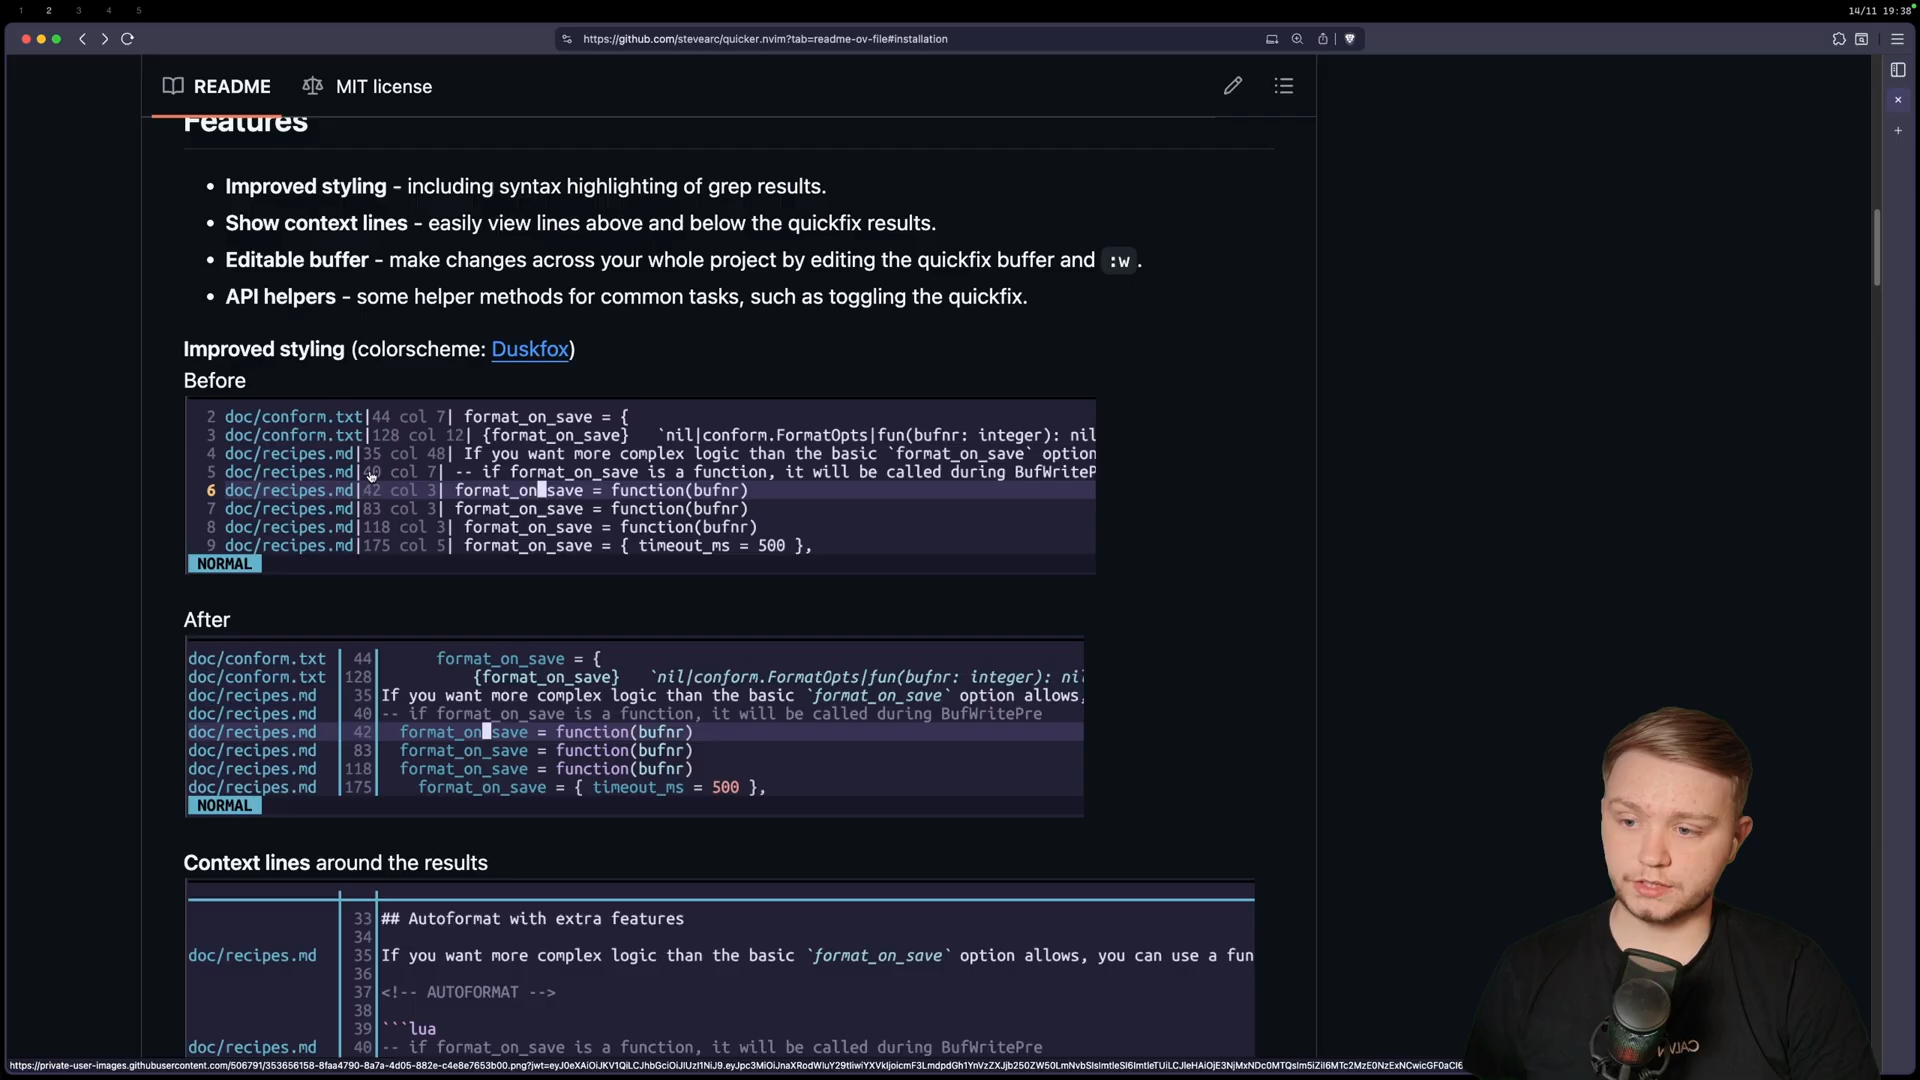 1 2 3 4 5
14/11 19:38
https://github.com/stevearc/quicker.nvim?tab=readme-ov-file#installation
README MIT license
Features
• Improved styling - including syntax highlighting of grep results.
• Show context lines - easily view lines above and below the quickfix results.
• Editable buffer - make changes across your whole project by editing the quickfix buffer and :w.
• API helpers - some helper methods for common tasks, such as toggling the quickfix.
Improved styling (colorscheme: Duskfox)
Before
2 doc/conform.txt|44 col 7| format_on_save = {
3 doc/conform.txt|128 col 12| {format_on_save} `nil|conform.FormatOpts|fun(bufnr: integer): nil
4 doc/recipes.md|35 col 48| If you want more complex logic than the basic `format_on_save` option
5 doc/recipes.md|40 col 7| -- if format_on_save is a function, it will be called during BufWriteP
6 doc/recipes.md|42 col 3| format_on_save = function(bufnr)
7 doc/recipes.md|83 col 3| format_on_save = function(bufnr)
8 doc/recipes.md|118 col 3| format_on_save = function(bufnr)
9 doc/recipes.md|175 col 5| format_on_save = { timeout_ms = 500 },
NORMAL
After
doc/conform.txt 44 format_on_save = {
doc/conform.txt 128 {format_on_save} `nil|conform.FormatOpts|fun(bufnr: integer): nil
doc/recipes.md 35 If you want more complex logic than the basic `format_on_save` option allows,
doc/recipes.md 40 -- if format_on_save is a function, it will be called during BufWritePre
doc/recipes.md 42 format_on_save = function(bufnr)
doc/recipes.md 83 format_on_save = function(bufnr)
doc/recipes.md 118 format_on_save = function(bufnr)
doc/recipes.md 175 format_on_save = { timeout_ms = 500 },
NORMAL
Context lines around the results
33 ## Autoformat with extra features
34
doc/recipes.md 35 If you want more complex logic than the basic `format_on_save` option allows, you can use a fun
36
37 <!-- AUTOFORMAT -->
38
39 ```lua
doc/recipes.md 40 -- if format_on_save is a function, it will be called during BufWritePre